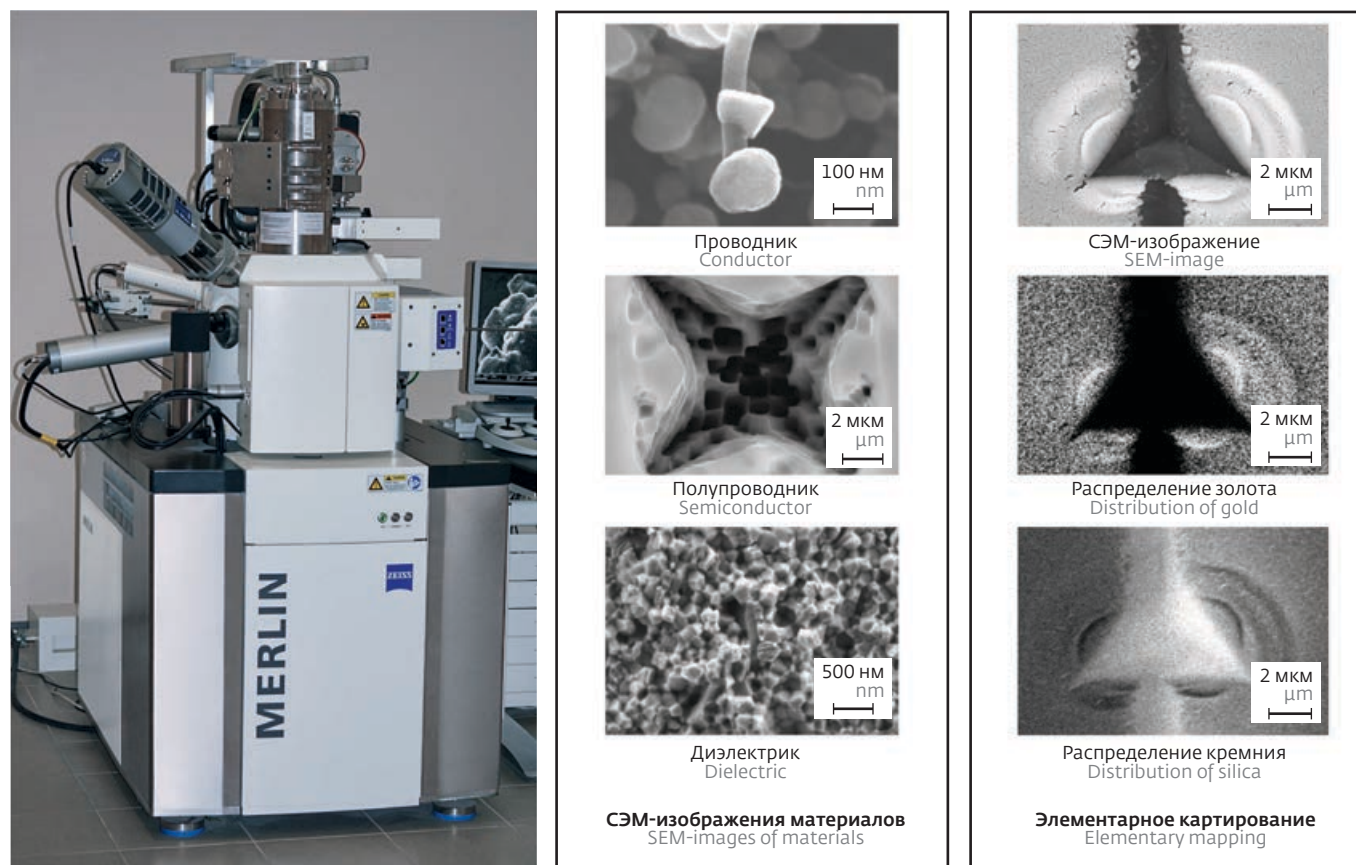 MERLIN
ZEISS
MERLIN
100 нм
nm
Проводник
Conductor
2 мкм
µm
Полупроводник
Semiconductor
500 нм
nm
Диэлектрик
Dielectric
СЭМ-изображения материалов
SEM-images of materials
2 мкм
µm
СЭМ-изображение
SEM-image
2 мкм
µm
Распределение золота
Distribution of gold
2 мкм
µm
Распределение кремния
Distribution of silica
Элементарное картирование
Elementary mapping